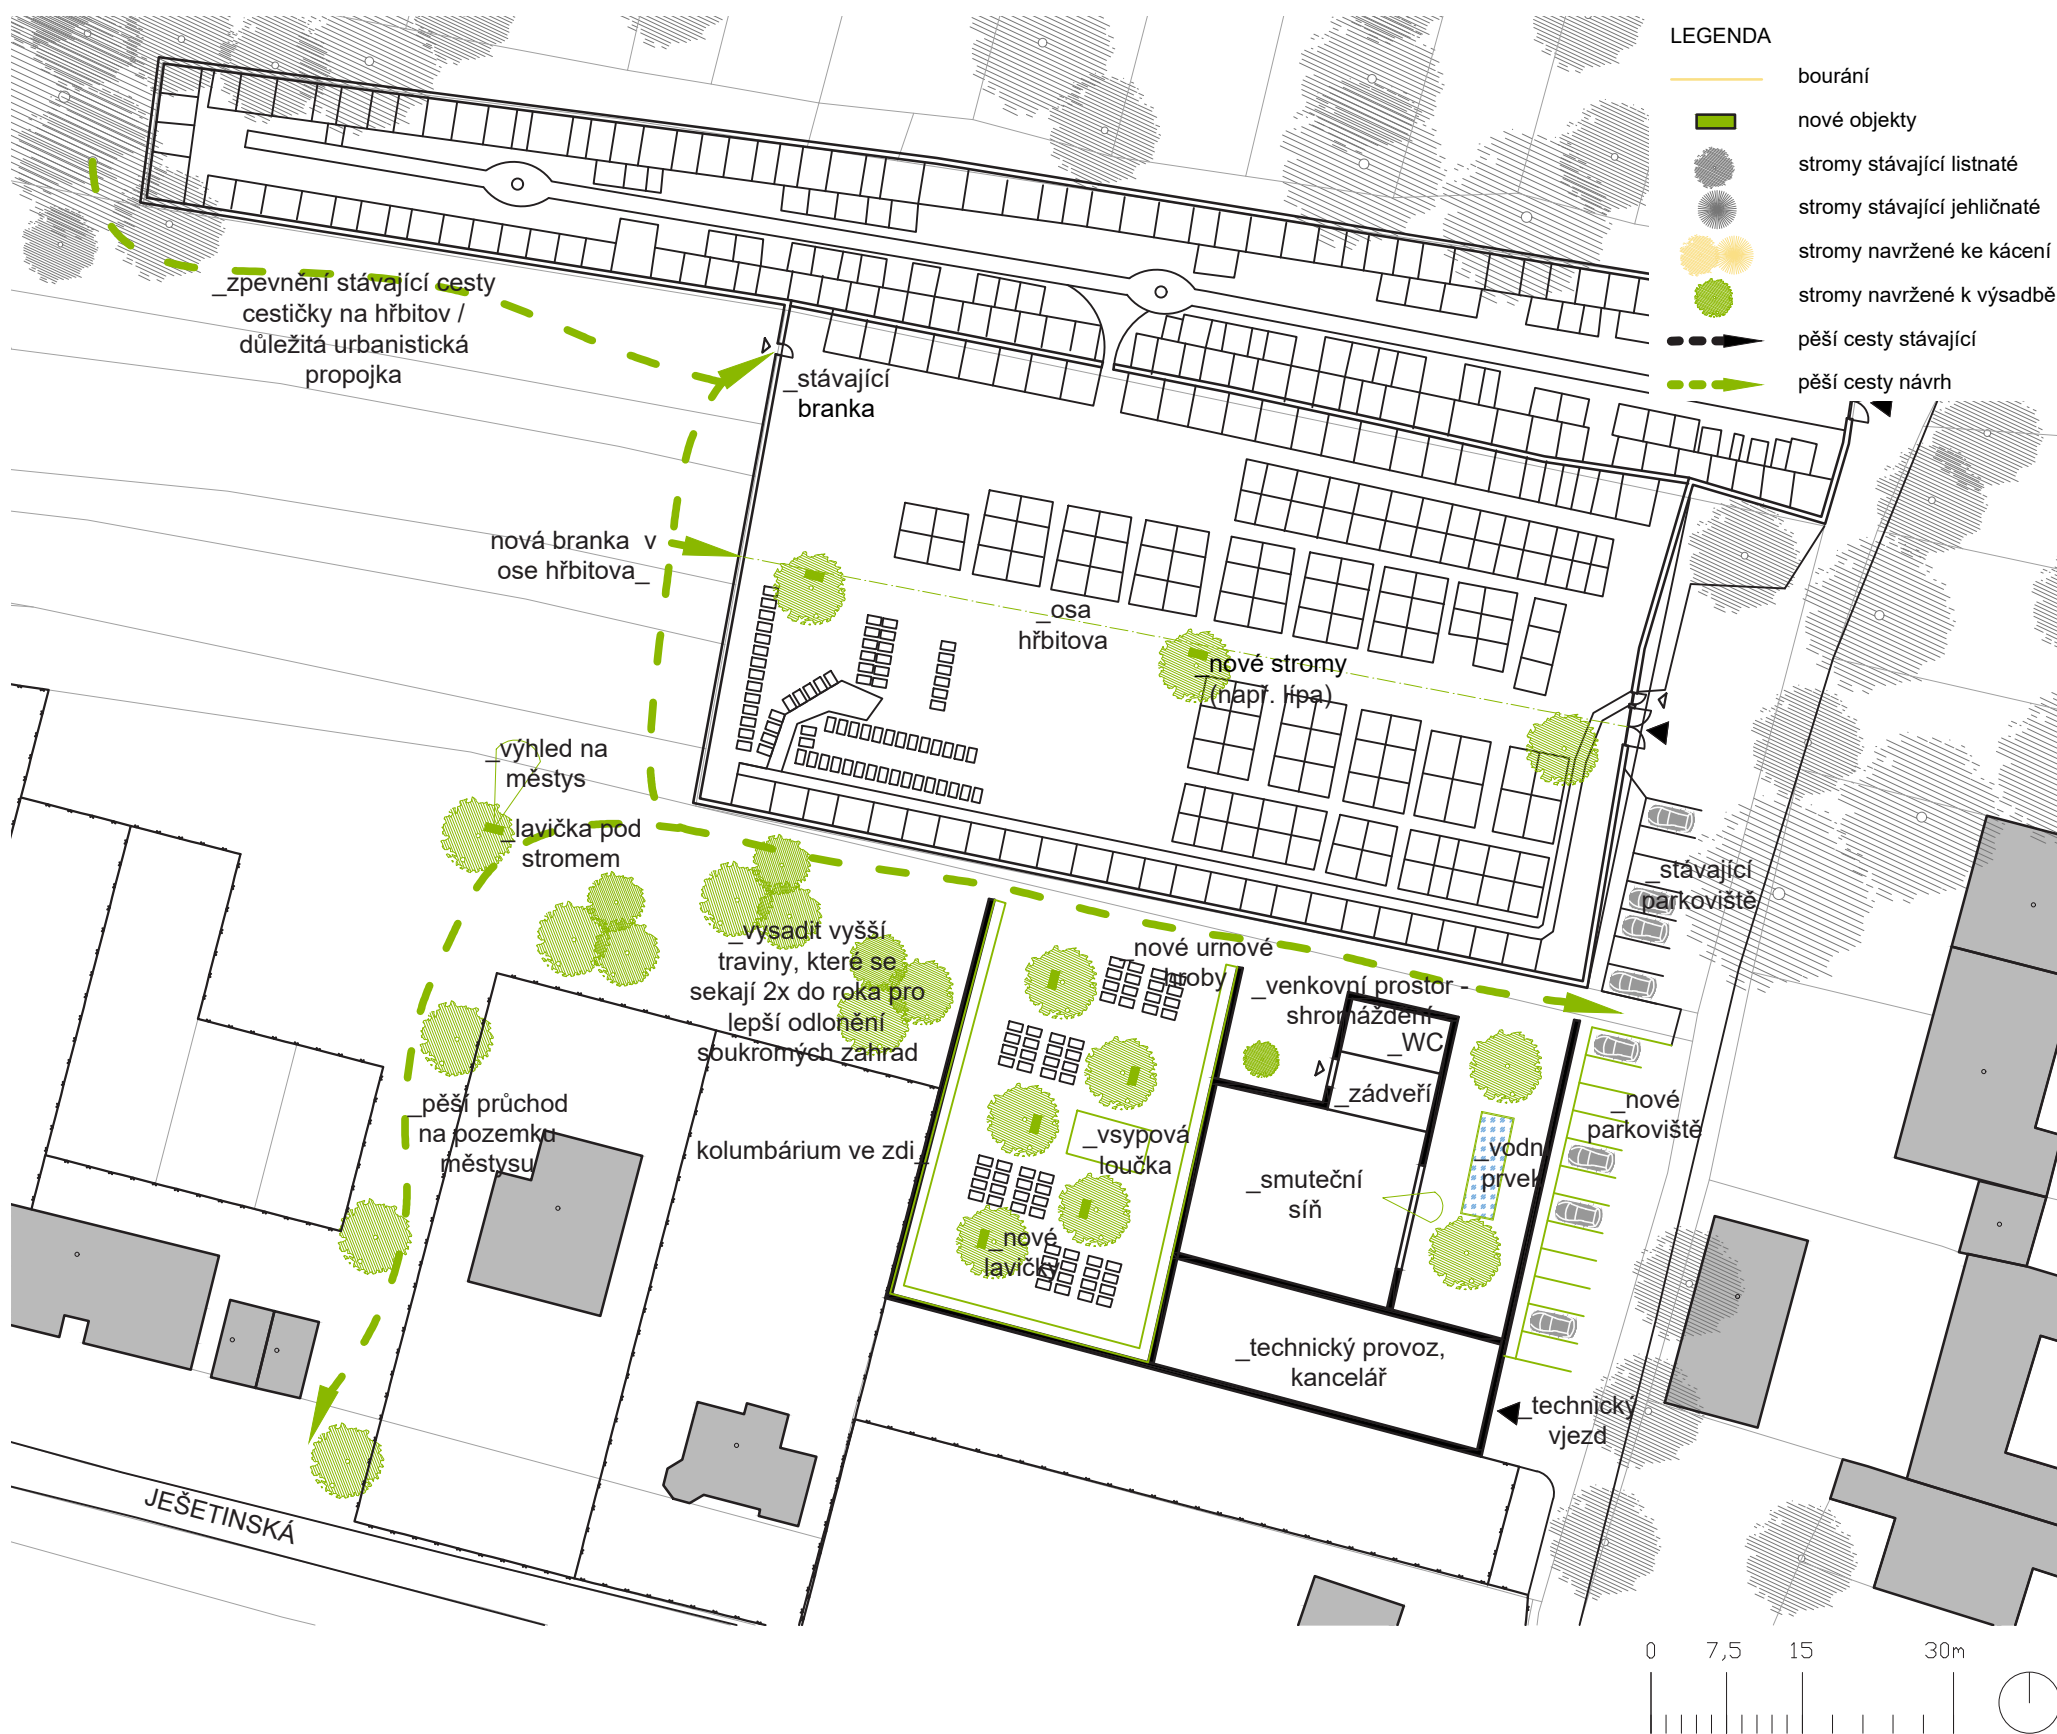 LEGENDA
bourání
nové objekty
stromy stávající listnaté
stromy stávající jehličnaté
stromy navržené ke kácení
stromy navržené k výsadbě
pěší cesty stávající
pěší cesty návrh
_zpevnění stávající cesty
cestičky na hřbitov /
důležitá urbanistická
propojka
_stávající
branka
nová branka v
ose hřbitova_
_osa
hřbitova
_nové stromy
(např. lípa)
_výhled na
městys
_lavička pod
stromem
_stávající
parkoviště
_vysadit vyšší
traviny, které se
sekají 2x do roka pro
lepší odlonění
soukromých zahrad
_nové urnové
hroby
_venkovní prostor -
shromáždění
_WC
_zádveří
_pěší průchod
na pozemku
městysu
kolumbárium ve zdi_
_vsypová
loučka
_vodn
prvek
_nové
parkoviště
_smuteční
síň
_nové
lavičky
_technický provoz,
kancelář
_technický
vjezd
JEŠETINSKÁ
0 7,5 15 30m